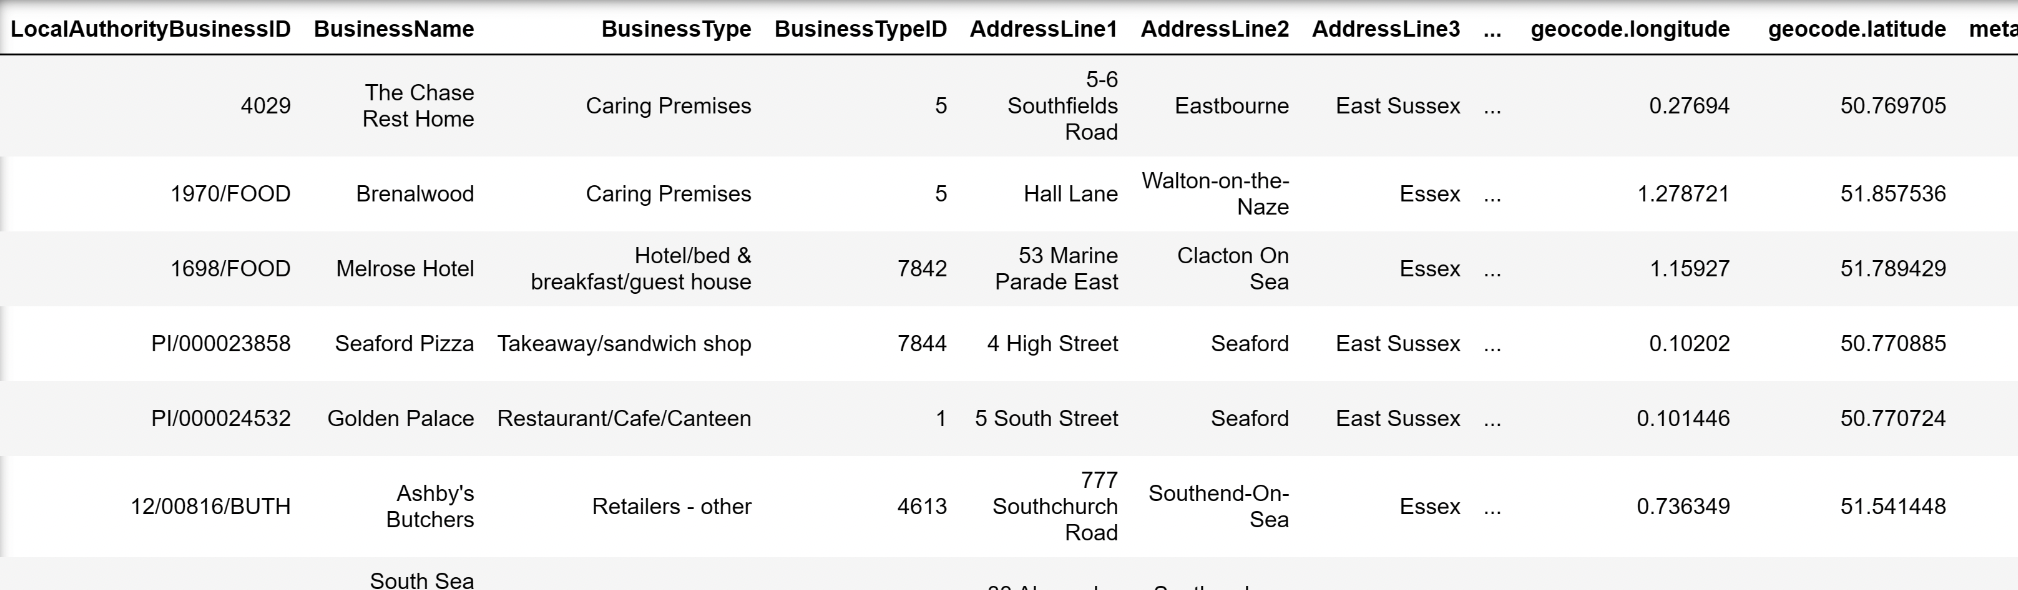 LocalAuthorityBusinessID BusinessName BusinessType BusinessTypeID AddressLine1 AddressLine2 AddressLine3 ... geocode.longitude geocode.latitude
5-6
The Chase
4029 Caring Premises 5 Southfields Eastbourne East Sussex ... 0.27694 50.769705
Rest Home
Road
Walton-on-the-
1970/FOOD Brenalwood Caring Premises 5 Hall Lane Essex ... 1.278721 51.857536
Naze
Hotel/bed & 53 Marine Clacton On
1698/FOOD Melrose Hotel 7842 Essex ... 1.15927 51.789429
breakfast/guest house Parade East Sea
PI/000023858 Seaford Pizza Takeaway/sandwich shop 7844 4 High Street Seaford East Sussex ... 0.10202 50.770885
PI/000024532 Golden Palace Restaurant/Cafe/Canteen 1 5 South Street Seaford East Sussex ... 0.101446 50.770724
777
Ashby's Southend-On-
12/00816/BUTH Retailers - other 4613 Southchurch Essex ... 0.736349 51.541448
Butchers Sea
Road
South Sea